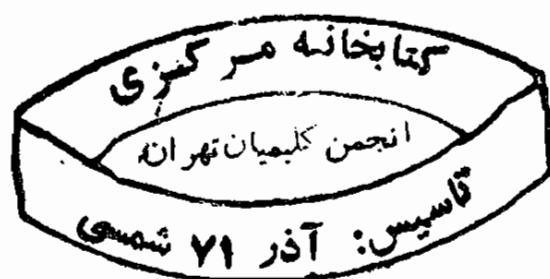 کتابخانه مرکزی
انجمن کلیمیان تهران
تاسیس: آذر ۷۱ شمسی